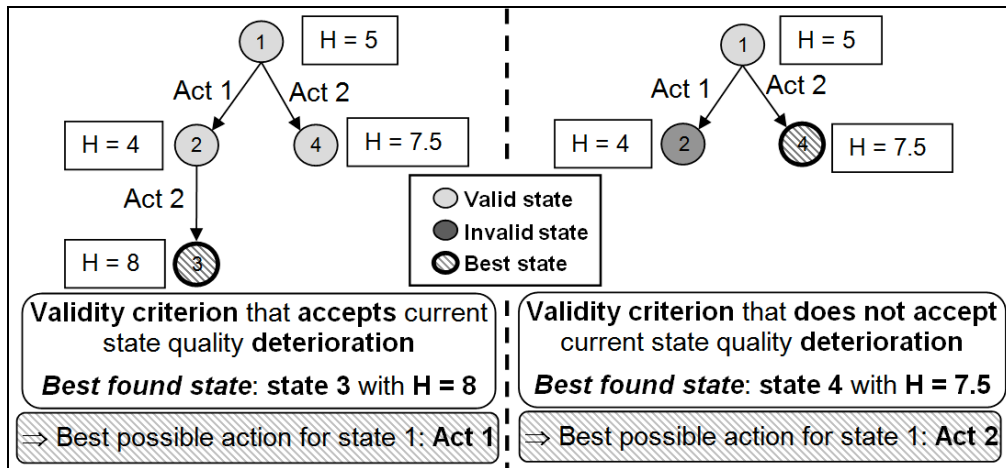 1
H = 5
Act 1
Act 2
H = 4
2
4
H = 7.5
Act 2
H = 8
3
Validity criterion that accepts current
state quality deterioration
Best found state: state 3 with H = 8
⇒ Best possible action for state 1: Act 1
1
H = 5
Act 1
Act 2
H = 4
2
4
H = 7.5
Valid state
Invalid state
Best state
Validity criterion that does not accept
current state quality deterioration
Best found state: state 4 with H = 7.5
⇒ Best possible action for state 1: Act 2